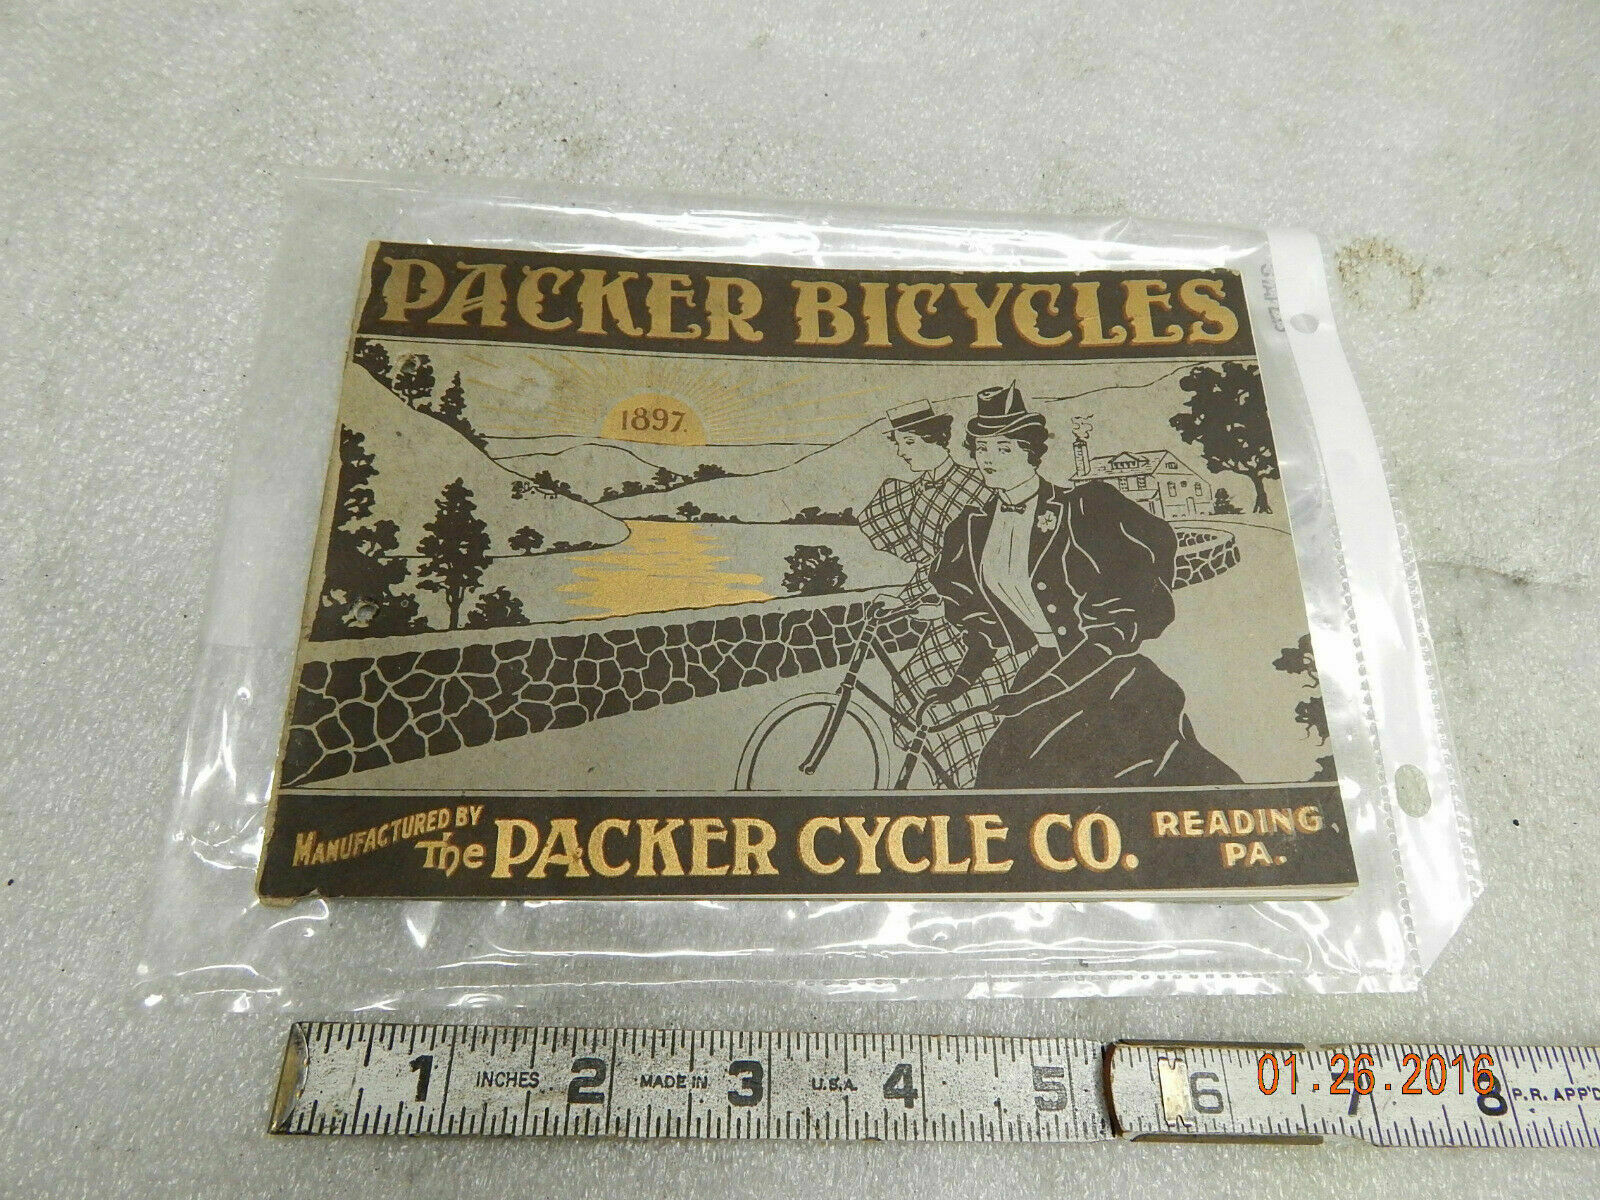 PACKER BICYCLES
1897.
MANUFACTURED BY
The PACKER CYCLE CO.
READING,
PA.
1 INCHES 2 MADE IN 3 U.S.A. 4 5 6 7 8 P.R. APP'D
01.26.2016